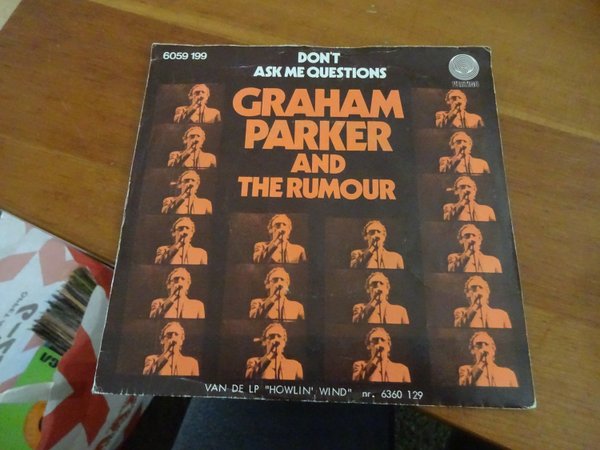 6059 199
DON'T
ASK ME QUESTIONS
GRAHAM
PARKER
AND
THE RUMOUR
VAN DE LP "HOWLIN' WIND" nr. 6360 129